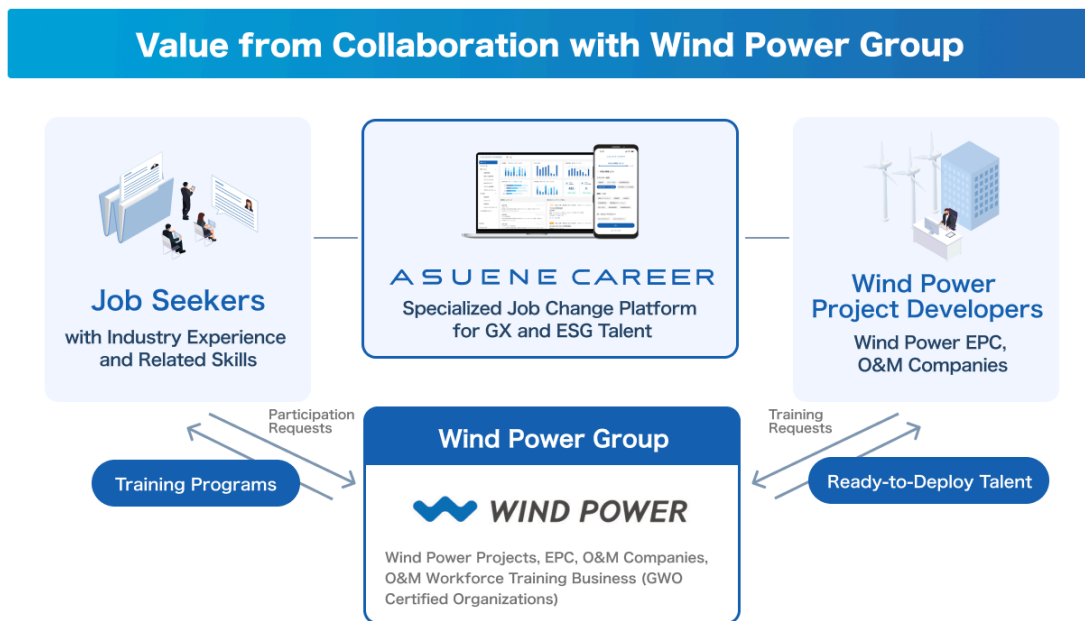 Value from Collaboration with Wind Power Group
Job Seekers
with Industry Experience
and Related Skills
ASUENE CAREER
Specialized Job Change Platform
for GX and ESG Talent
Wind Power
Project Developers
Wind Power EPC,
O&M Companies
Participation
Requests
Training Programs
Training
Requests
Ready-to-Deploy Talent
Wind Power Group
WIND POWER
Wind Power Projects, EPC, O&M Companies,
O&M Workforce Training Business (GWO
Certified Organizations)